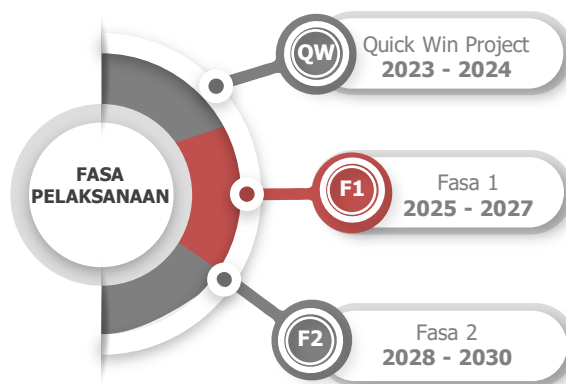 QW
Quick Win Project
2023 - 2024
FASA
PELAKSANAAN
F1
Fasa 1
2025 - 2027
F2
Fasa 2
2028 - 2030